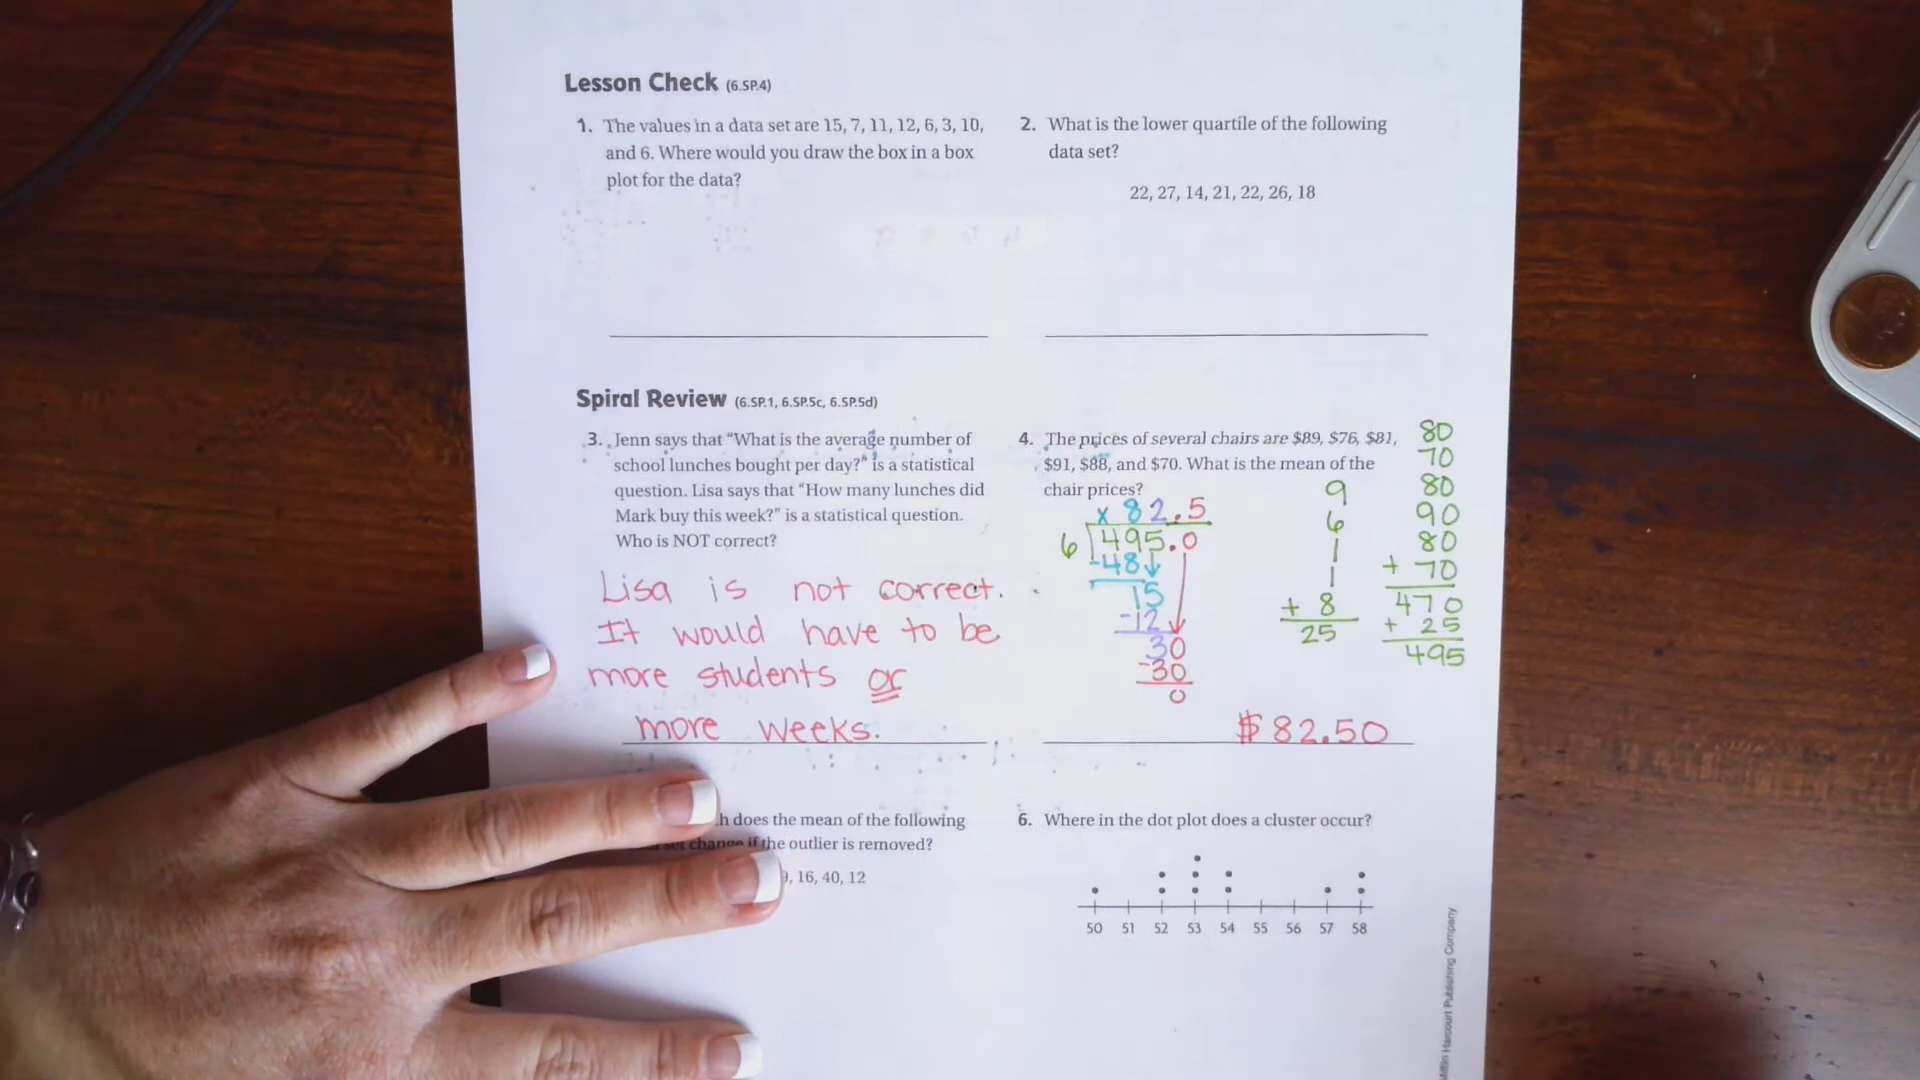 Lesson Check (6.SP.4)
1. The values in a data set are 15, 7, 11, 12, 6, 3, 10,
and 6. Where would you draw the box in a box
plot for the data?
2. What is the lower quartile of the following
data set?
22, 27, 14, 21, 22, 26, 18
Spiral Review (6.SP.1, 6.SP.5c, 6.SP.5d)
3. Jenn says that "What is the average number of
school lunches bought per day?" is a statistical
question. Lisa says that "How many lunches did
Mark buy this week?" is a statistical question.
Who is NOT correct?
Lisa is not correct.
It would have to be
more students or
more weeks.
4. The prices of several chairs are $89, $76, $81,
$91, $88, and $70. What is the mean of the
chair prices?
x 82.5
6 495.0
-48
15
-12
30
-30
0
9
6
1
1
+ 8
25
80
70
80
90
80
+ 70
470
+ 25
495
$82.50
does the mean of the following
change if the outlier is removed?
, 16, 40, 12
6. Where in the dot plot does a cluster occur?
50 51 52 53 54 55 56 57 58
Harcourt Publishing Company